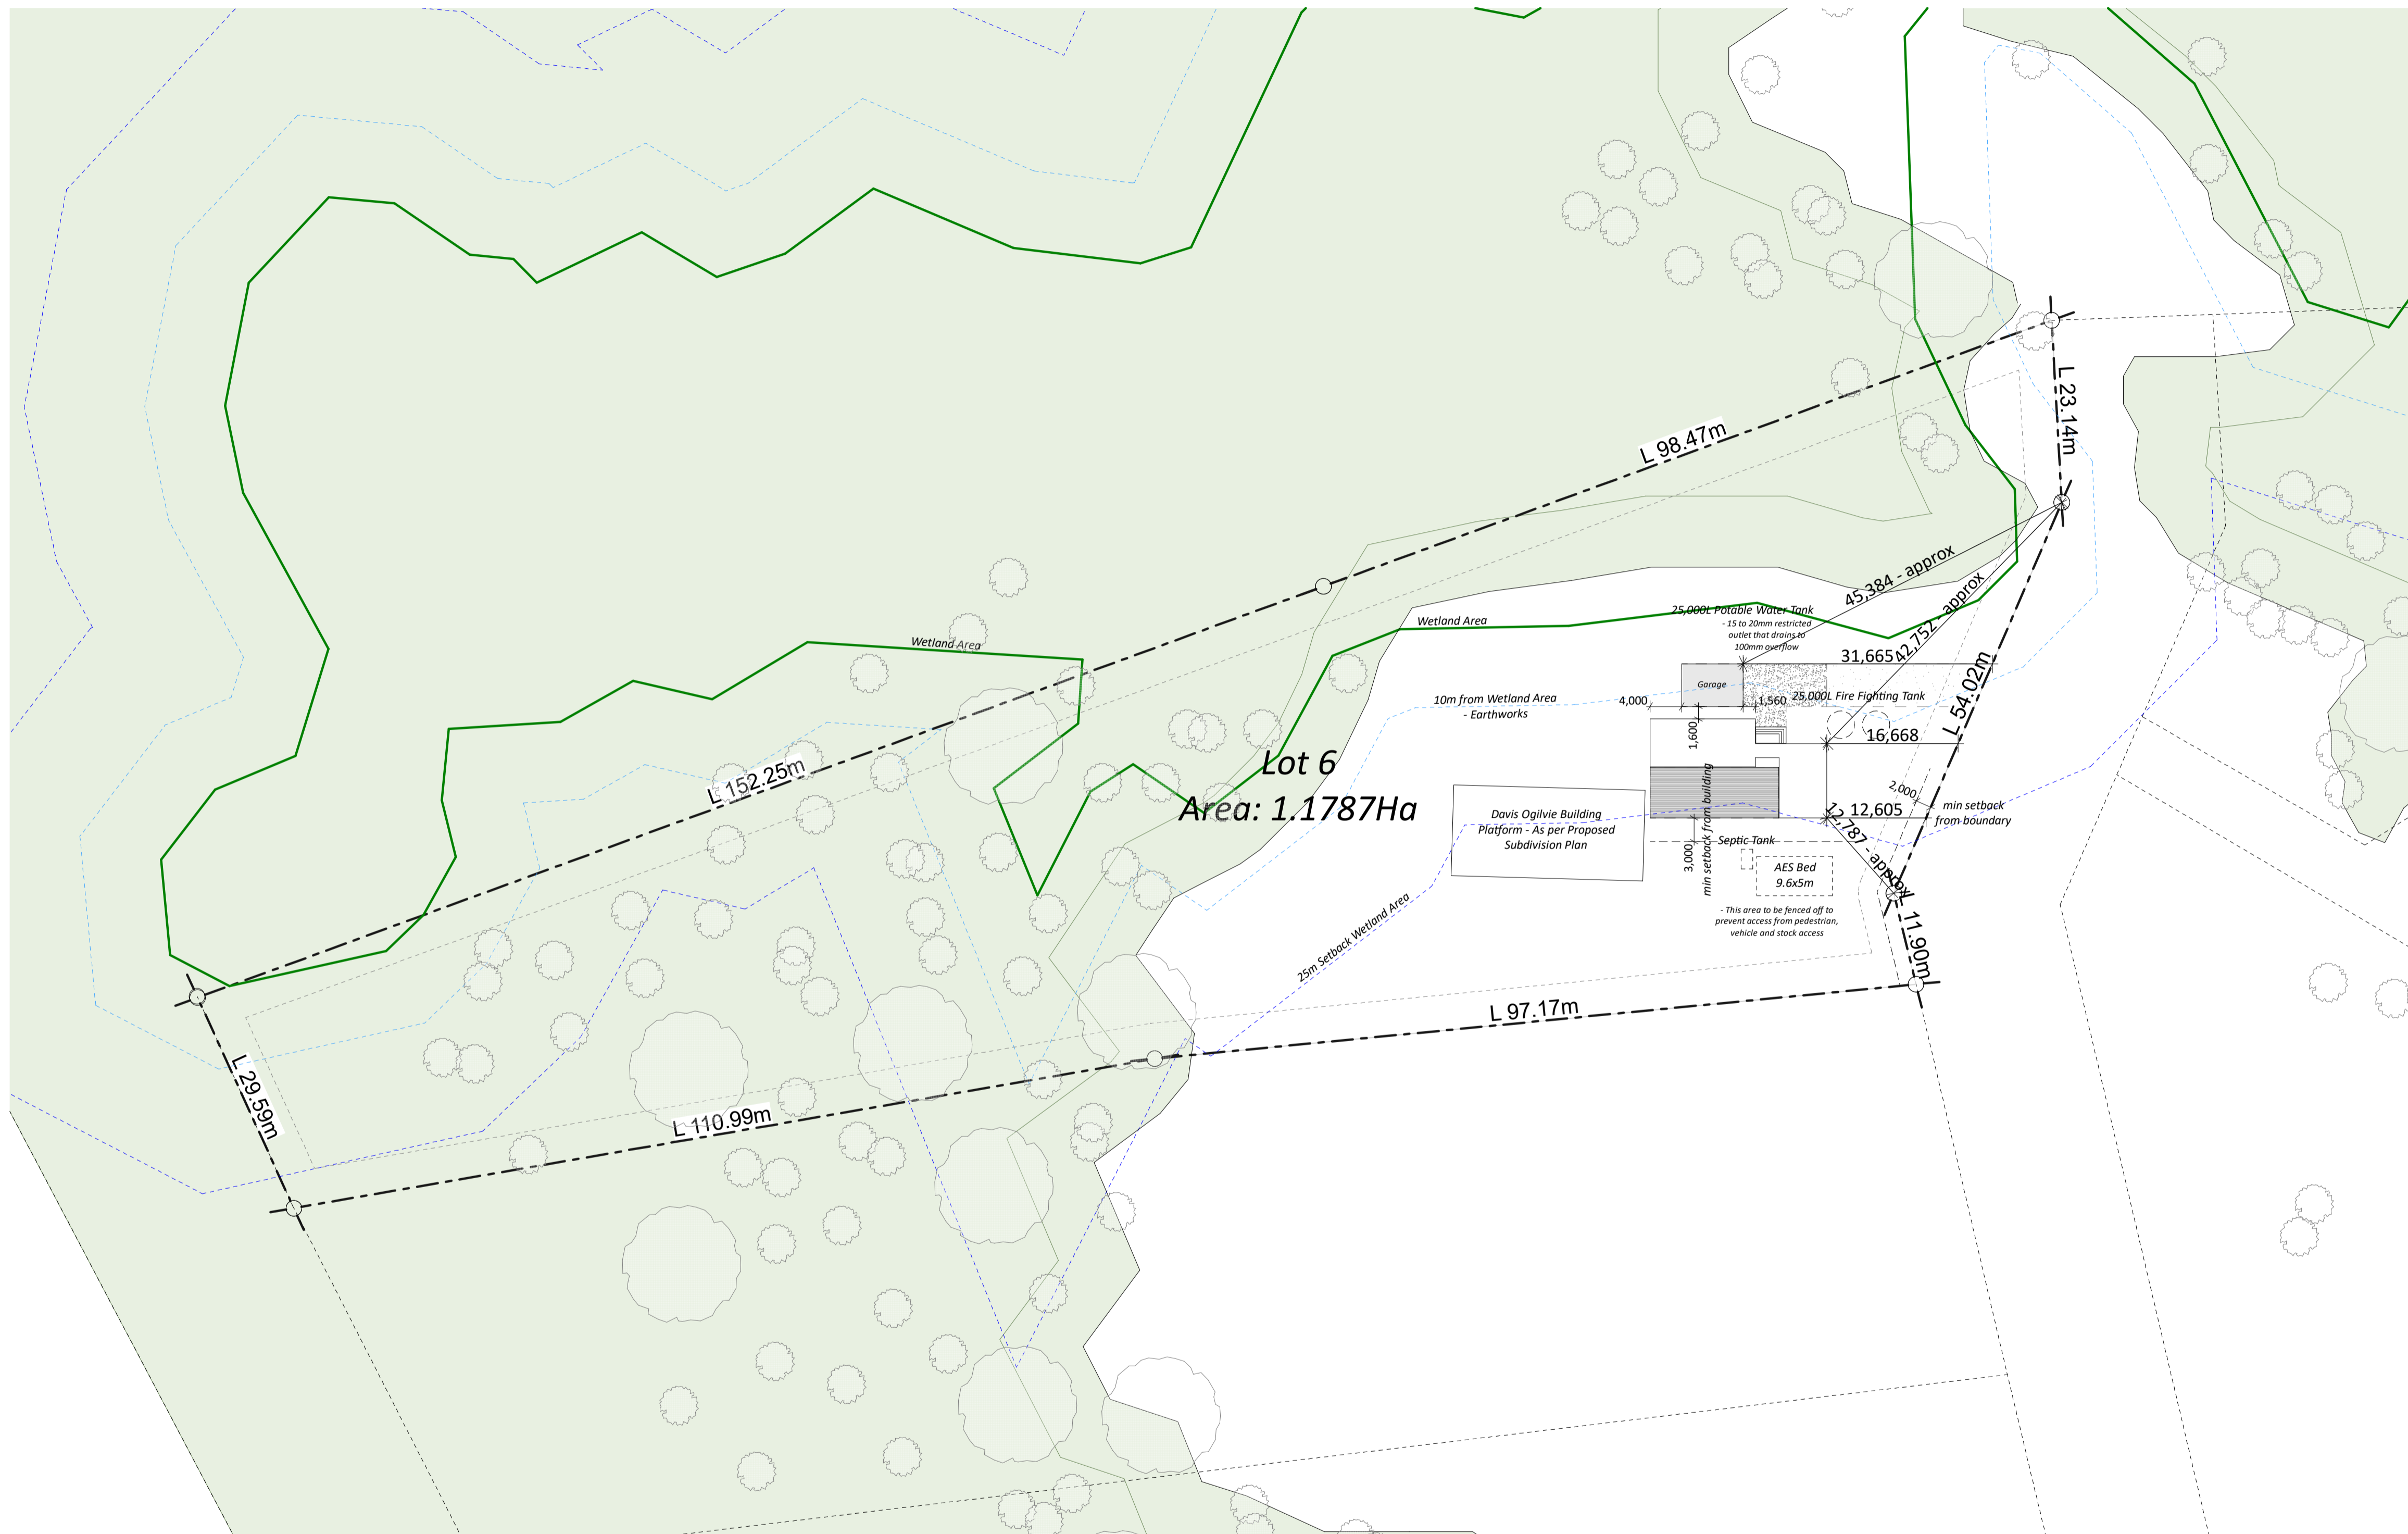 L 98.47m
L 23.14m
45,384 - approx
42,752 - approx
25,000L Potable Water Tank
- 15 to 20mm restricted
outlet that drains to
100mm overflow
Wetland Area
Wetland Area
31,665
Garage
25,000L Fire Fighting Tank
10m from Wetland Area
- Earthworks
4,000
1,560
1,600
L 54.02m
16,668
Lot 6
Area: 1.1787Ha
L 152.25m
min setback from building
2,000
12,605
min setback
from boundary
Davis Ogilvie Building
Platform - As per Proposed
Subdivision Plan
12,787 - approx
Septic Tank
3,000
AES Bed
9.6x5m
- This area to be fenced off to
prevent access from pedestrian,
vehicle and stock access
25m Setback Wetland Area
L 11.90m
L 97.17m
L 29.59m
L 110.99m